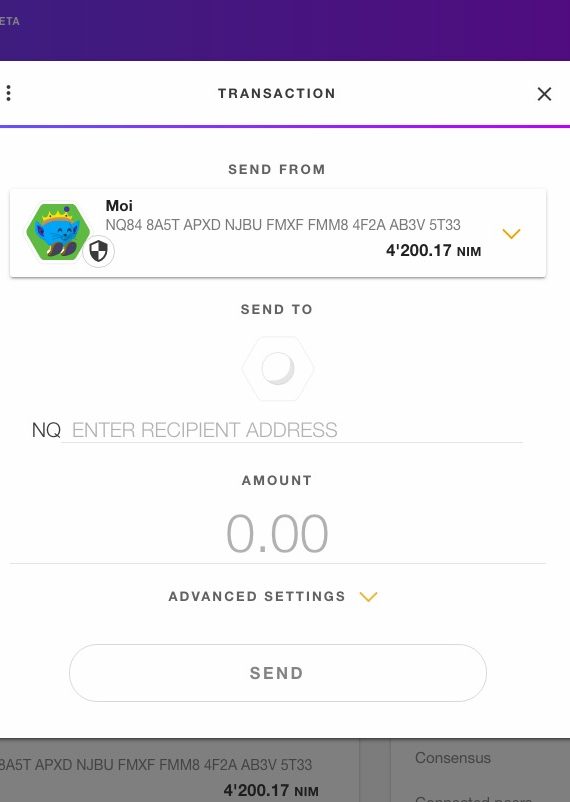 ETA
TRANSACTION
SEND FROM
Moi
NQ84 8A5T APXD NJBU FMXF FMM8 4F2A AB3V 5T33
4'200.17 NIM
SEND TO
NQ ENTER RECIPIENT ADDRESS
AMOUNT
0.00
ADVANCED SETTINGS
SEND
8A5T APXD NJBU FMXF FMM8 4F2A AB3V 5T33
4'200.17 NIM
Consensus
Connected peers